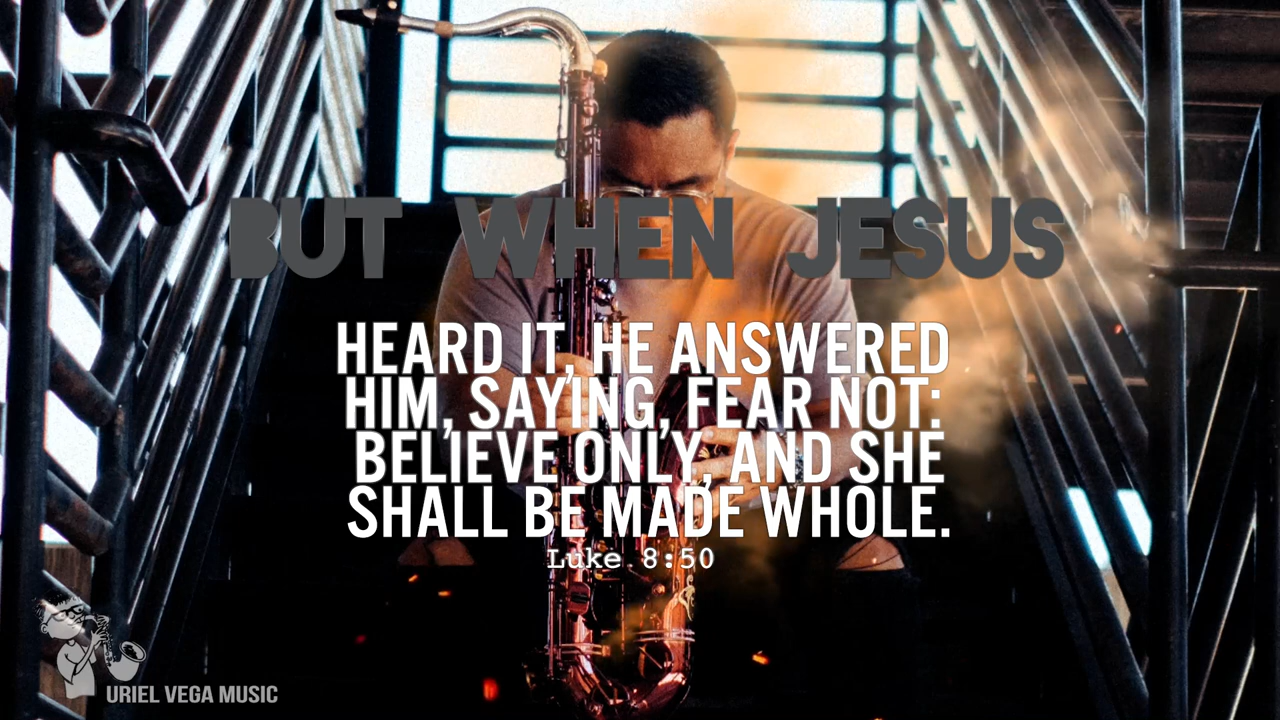 BUT WHEN JESUS
HEARD IT, HE ANSWERED
HIM, SAYING, FEAR NOT:
BELIEVE ONLY, AND SHE
SHALL BE MADE WHOLE.
Luke 8:50
URIEL VEGA MUSIC